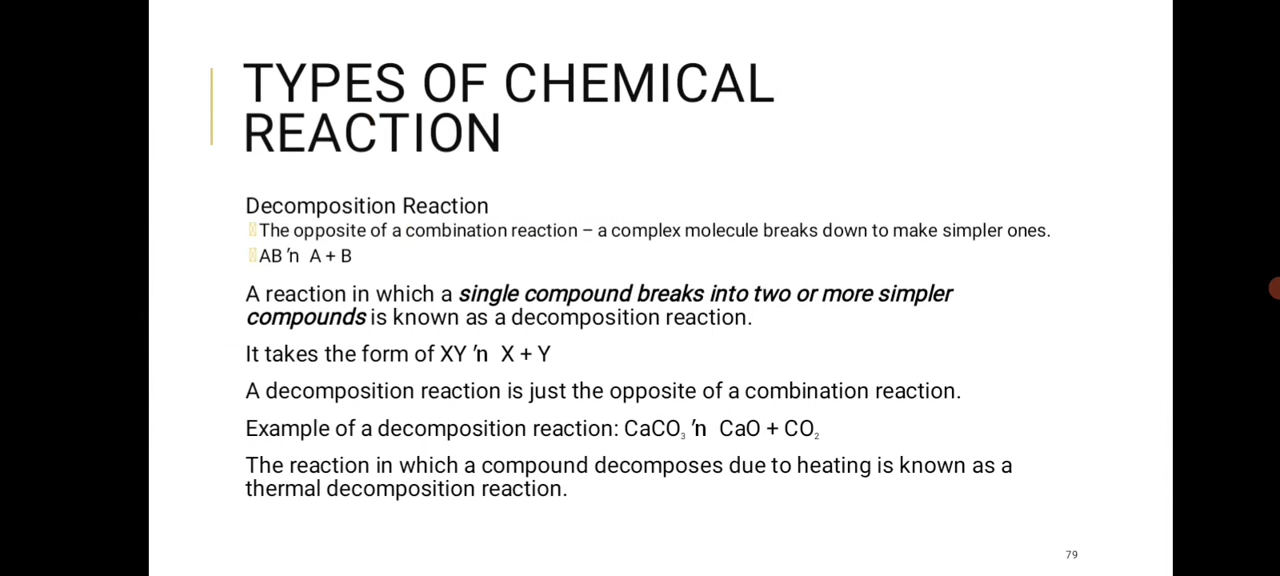 TYPES OF CHEMICAL
REACTION
Decomposition Reaction
The opposite of a combination reaction – a complex molecule breaks down to make simpler ones.
AB ’n A + B
A reaction in which a single compound breaks into two or more simpler
compounds is known as a decomposition reaction.
It takes the form of XY ’n X + Y
A decomposition reaction is just the opposite of a combination reaction.
Example of a decomposition reaction: CaCO₃ ’n CaO + CO₂
The reaction in which a compound decomposes due to heating is known as a
thermal decomposition reaction.
79